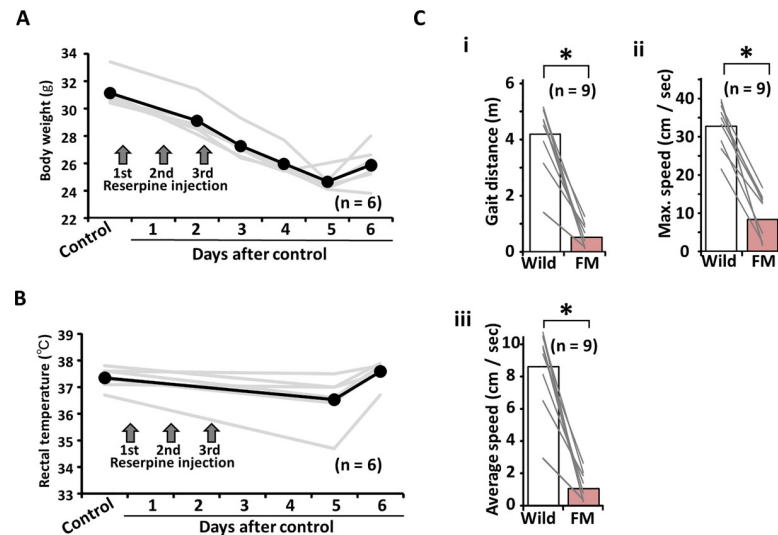 A
Body weight (g)
34
32
30
28
26
24
22
1st 2nd 3rd
Reserpine injection
(n = 6)
Control 1 2 3 4 5 6
Days after control
B
Rectal temperature (℃)
39
38
37
36
35
34
33
1st 2nd 3rd
Reserpine injection
(n = 6)
Control 1 2 3 4 5 6
Days after control
C
i
*
(n = 9)
Gait distance (m)
6
4
2
0
Wild FM
ii
*
(n = 9)
Max. speed (cm / sec)
40
30
20
10
0
Wild FM
iii
*
(n = 9)
Average speed (cm / sec)
10
8
6
4
2
0
Wild FM